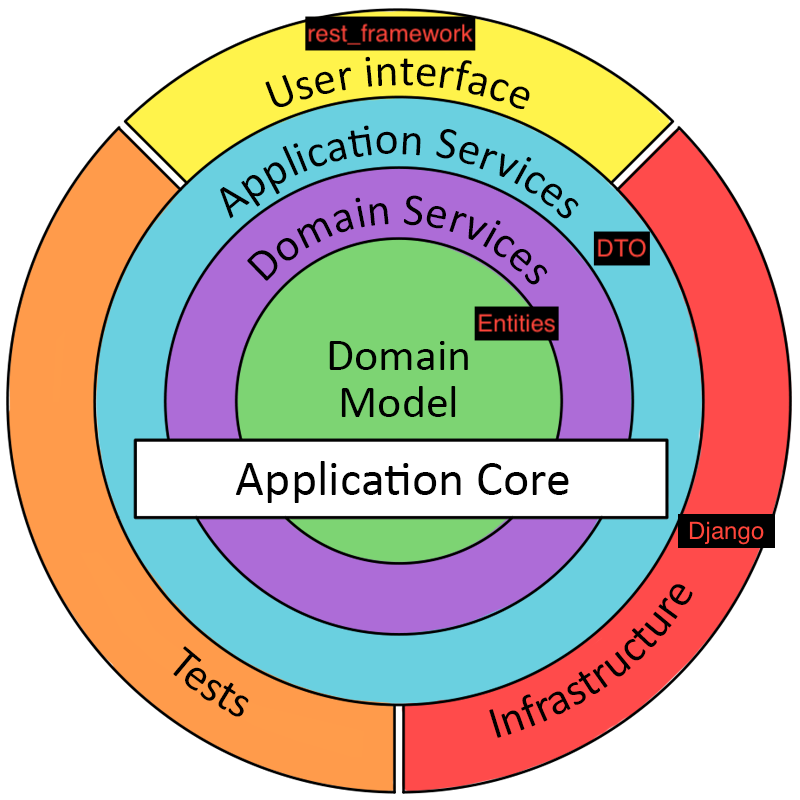 rest_framework
User interface
Application Services
Domain Services
DTO
Entities
Domain
Model
Application Core
Django
Tests
Infrastructure